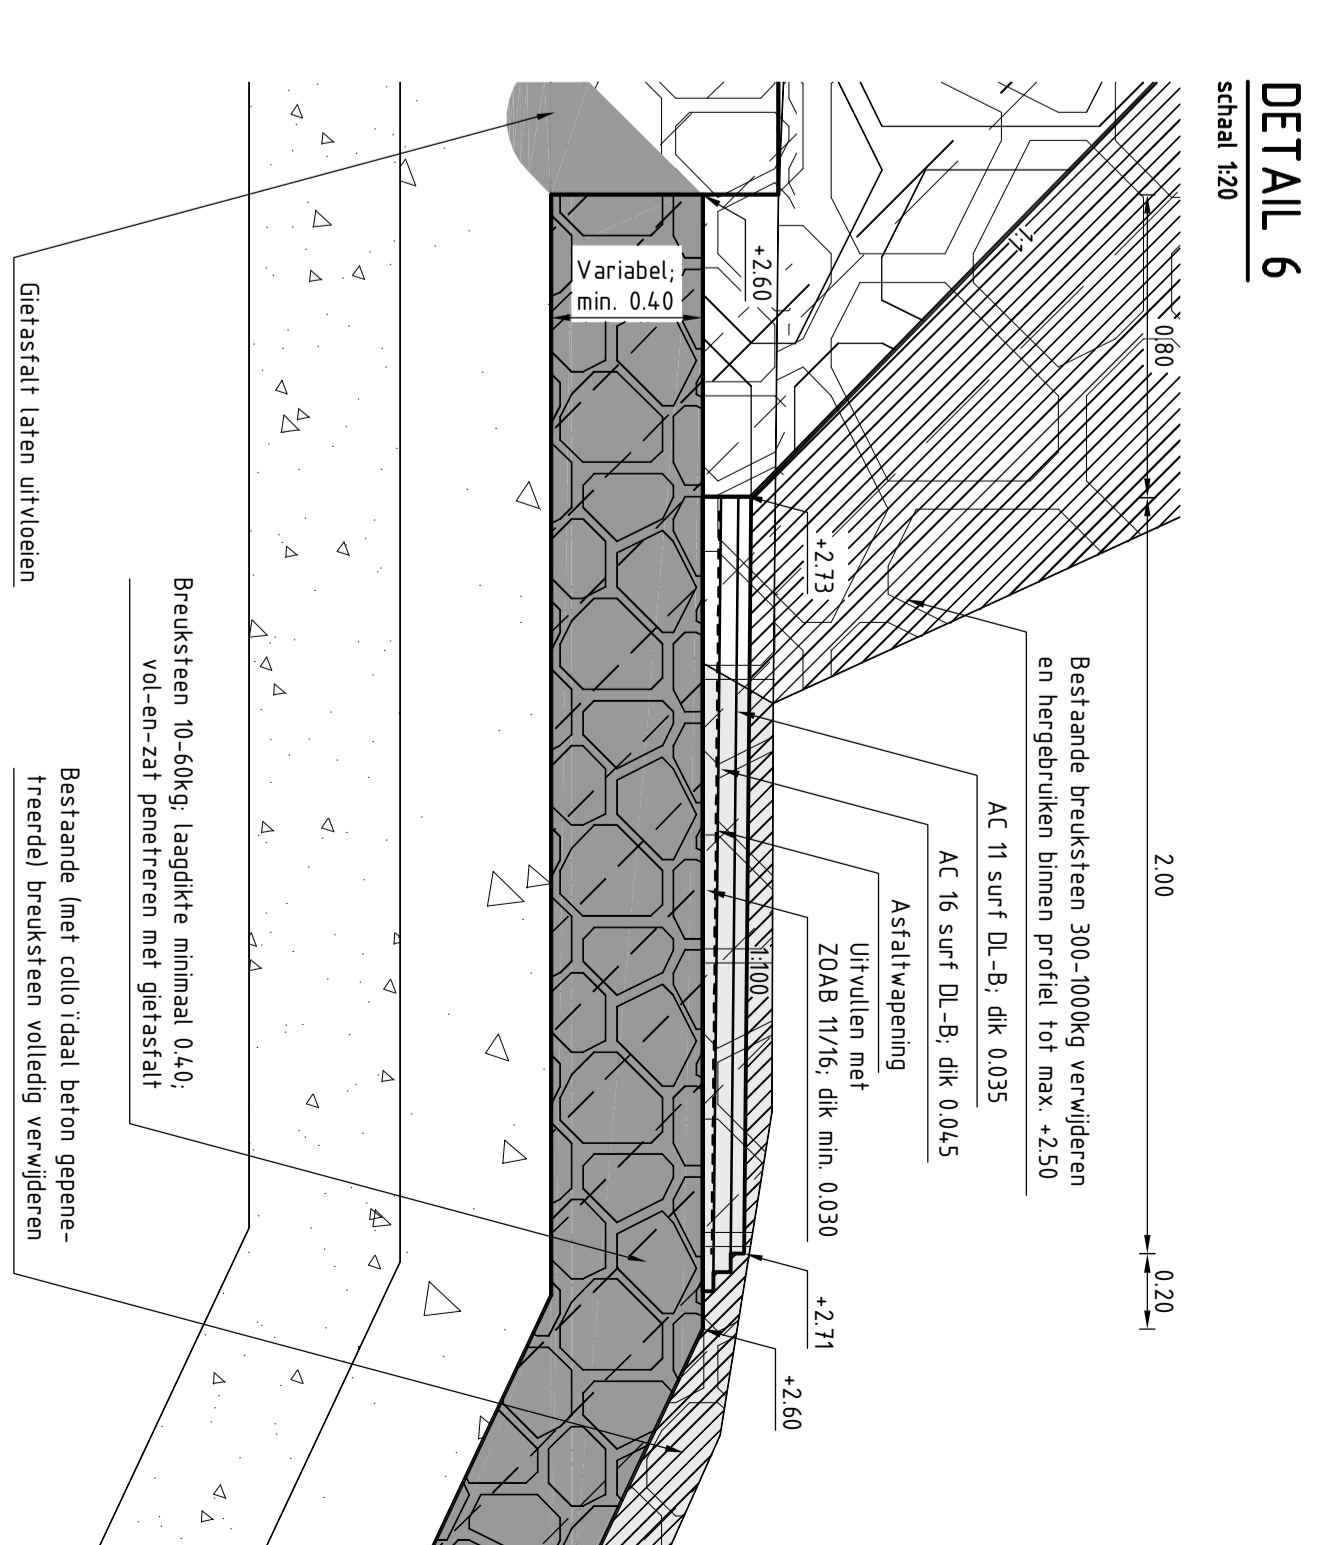 DETAIL 6
schaal 1:20
0.80
2.00
0.20
1:1
Bestaande breuksteen 300-1000kg verwijderen
en hergebruiken binnen profiel tot max. +2.50
AC 11 surf DL-B; dik 0.035
AC 16 surf DL-B; dik 0.045
Asfaltwapening
Uitvullen met
ZOAB 11/16; dik min. 0.030
+2.60
+2.73
1:100
+2.71
+2.60
Variabel;
min. 0.40
Breuksteen 10-60kg; laagdikte minimaal 0.40;
vol-en-zat penetreren met gietasfalt
Gietasfalt laten uitvloeien
Bestaande (met colloïdaal beton gepene-
treerde) breuksteen volledig verwijderen